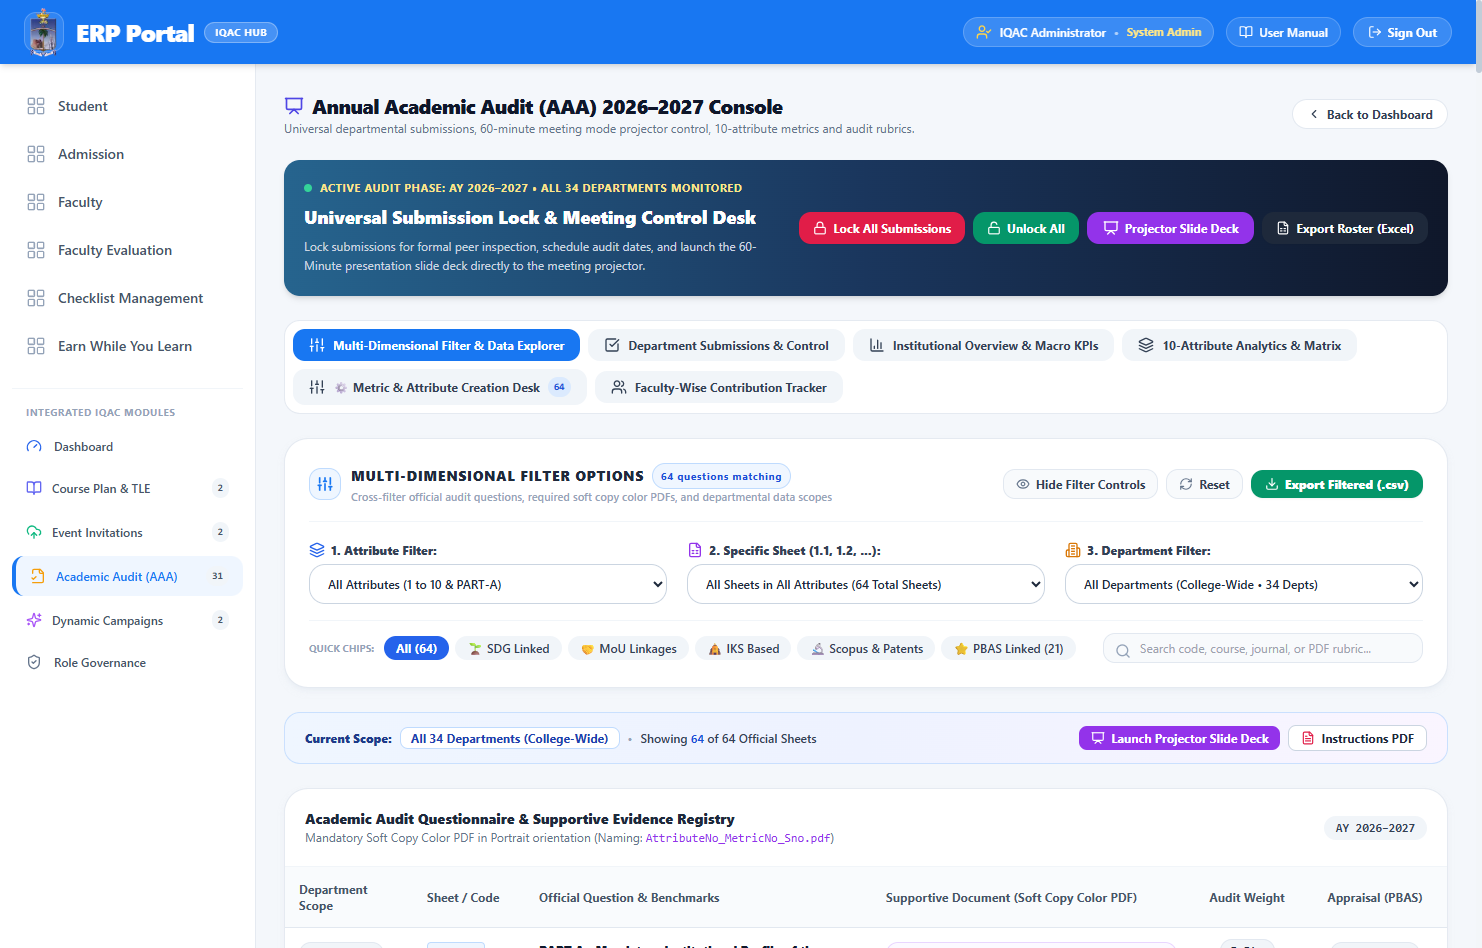 ERP Portal IQAC HUB
IQAC Administrator • System Admin
User Manual
Sign Out
Student
Admission
Faculty
Faculty Evaluation
Checklist Management
Earn While You Learn
INTEGRATED IQAC MODULES
Dashboard
Course Plan & TLE 2
Event Invitations 2
Academic Audit (AAA) 31
Dynamic Campaigns 2
Role Governance
Annual Academic Audit (AAA) 2026–2027 Console
Universal departmental submissions, 60-minute meeting mode projector control, 10-attribute metrics and audit rubrics.
Back to Dashboard
ACTIVE AUDIT PHASE: AY 2026–2027 • ALL 34 DEPARTMENTS MONITORED
Universal Submission Lock & Meeting Control Desk
Lock submissions for formal peer inspection, schedule audit dates, and launch the 60-
Minute presentation slide deck directly to the meeting projector.
Lock All Submissions
Unlock All
Projector Slide Deck
Export Roster (Excel)
Multi-Dimensional Filter & Data Explorer
Department Submissions & Control
Institutional Overview & Macro KPIs
10-Attribute Analytics & Matrix
Metric & Attribute Creation Desk 64
Faculty-Wise Contribution Tracker
MULTI-DIMENSIONAL FILTER OPTIONS 64 questions matching
Cross-filter official audit questions, required soft copy color PDFs, and departmental data scopes
Hide Filter Controls
Reset
Export Filtered (.csv)
1. Attribute Filter:
All Attributes (1 to 10 & PART-A)
2. Specific Sheet (1.1, 1.2, ...):
All Sheets in All Attributes (64 Total Sheets)
3. Department Filter:
All Departments (College-Wide • 34 Depts)
QUICK CHIPS:
All (64)
SDG Linked
MoU Linkages
IKS Based
Scopus & Patents
PBAS Linked (21)
Search code, course, journal, or PDF rubric...
Current Scope: All 34 Departments (College-Wide) • Showing 64 of 64 Official Sheets
Launch Projector Slide Deck
Instructions PDF
Academic Audit Questionnaire & Supportive Evidence Registry
Mandatory Soft Copy Color PDF in Portrait orientation (Naming: AttributeNo_MetricNo_Sno.pdf)
AY 2026–2027
Department
Scope
Sheet / Code
Official Question & Benchmarks
Supportive Document (Soft Copy Color PDF)
Audit Weight
Appraisal (PBAS)